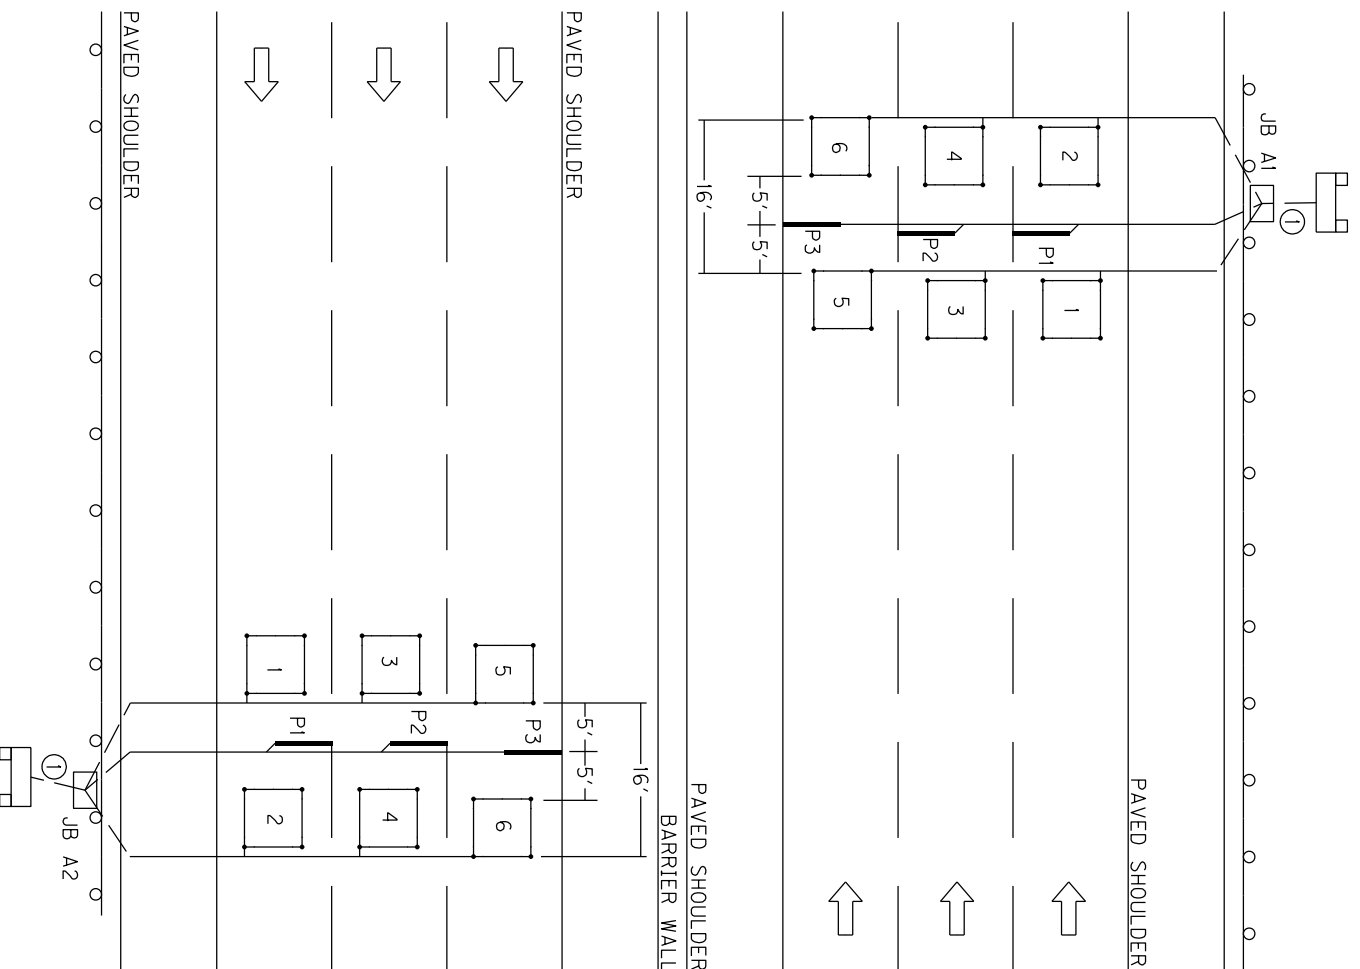 PAVED SHOULDER
PAVED SHOULDER
JB A1
1
6
4
2
16'
5'
5'
P3
P2
P1
5
3
1
1
3
5
P1
P2
P3
5'
5'
16'
2
4
6
1
JB A2
BARRIER WALL
PAVED SHOULDER
PAVED SHOULDER